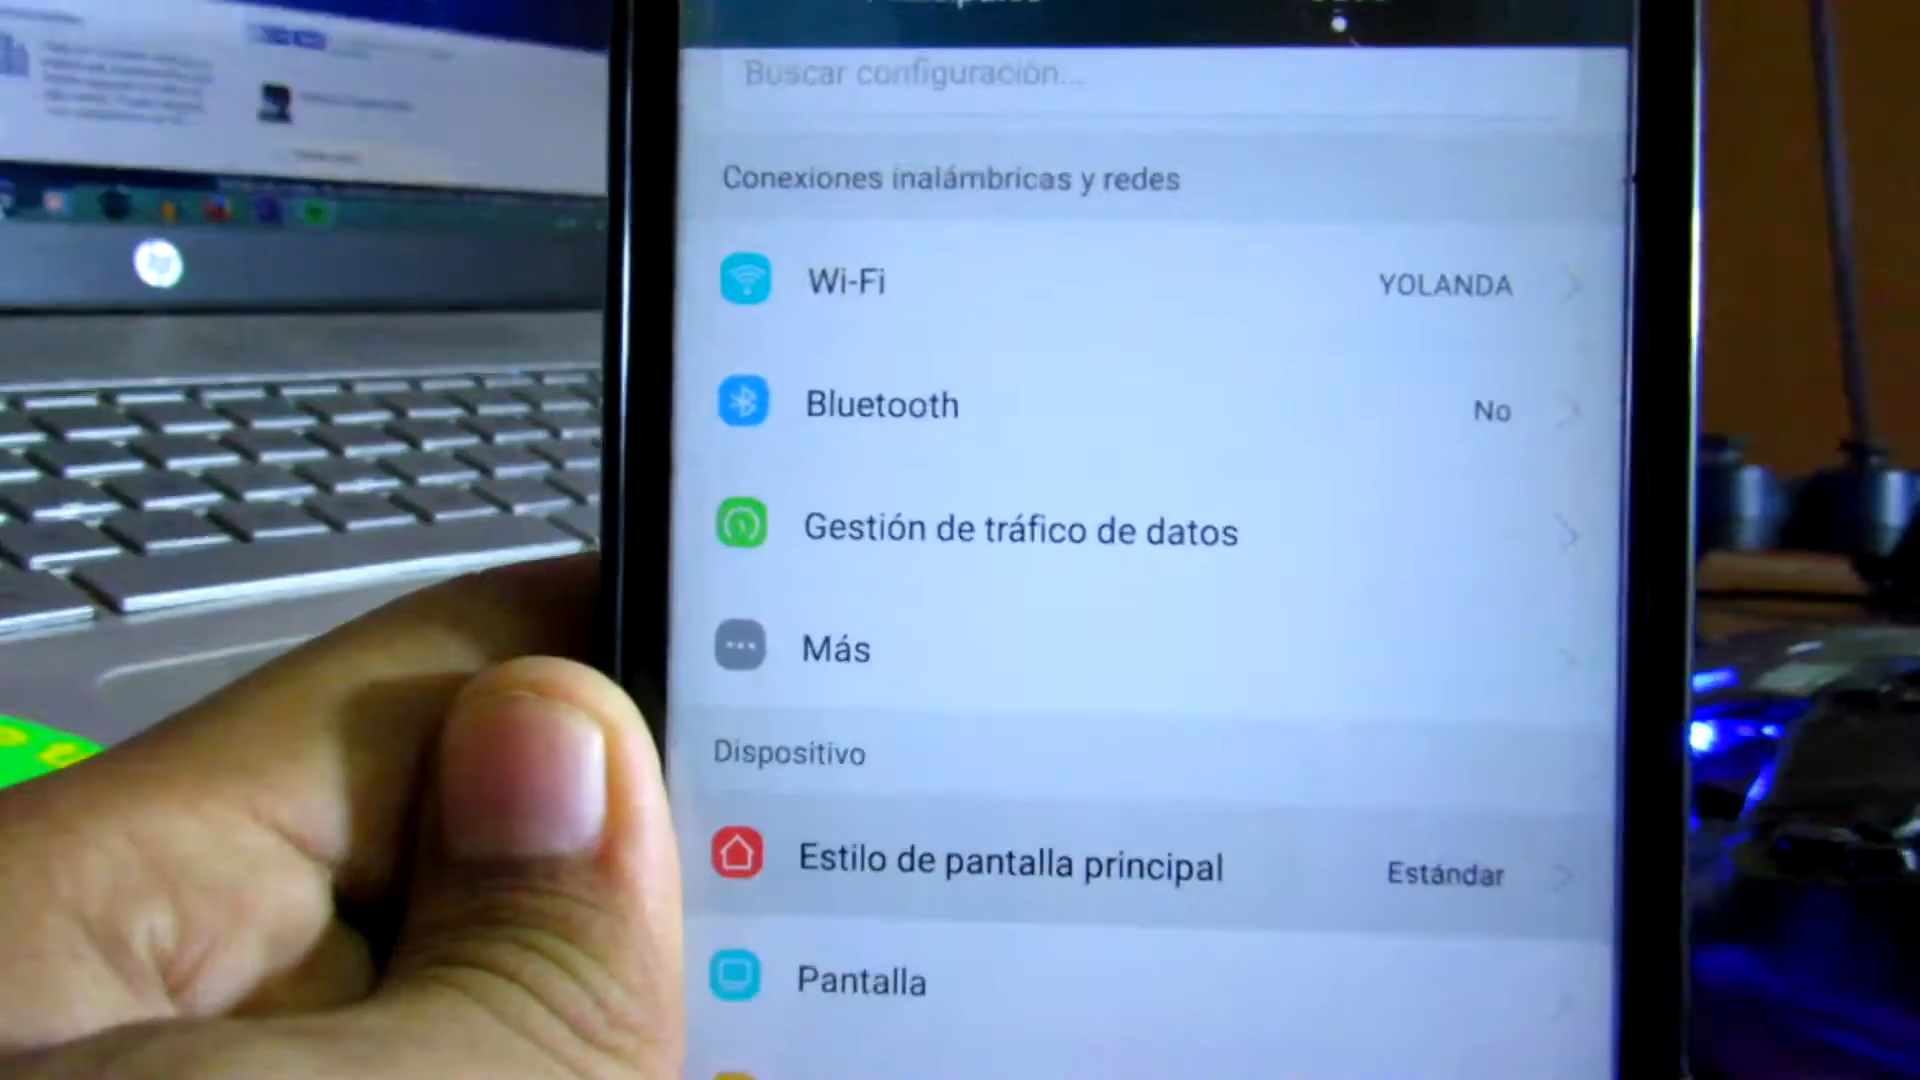 Buscar configuración...
Conexiones inalámbricas y redes
Wi-Fi YOLANDA
Bluetooth No
Gestión de tráfico de datos
Más
Dispositivo
Estilo de pantalla principal Estándar
Pantalla